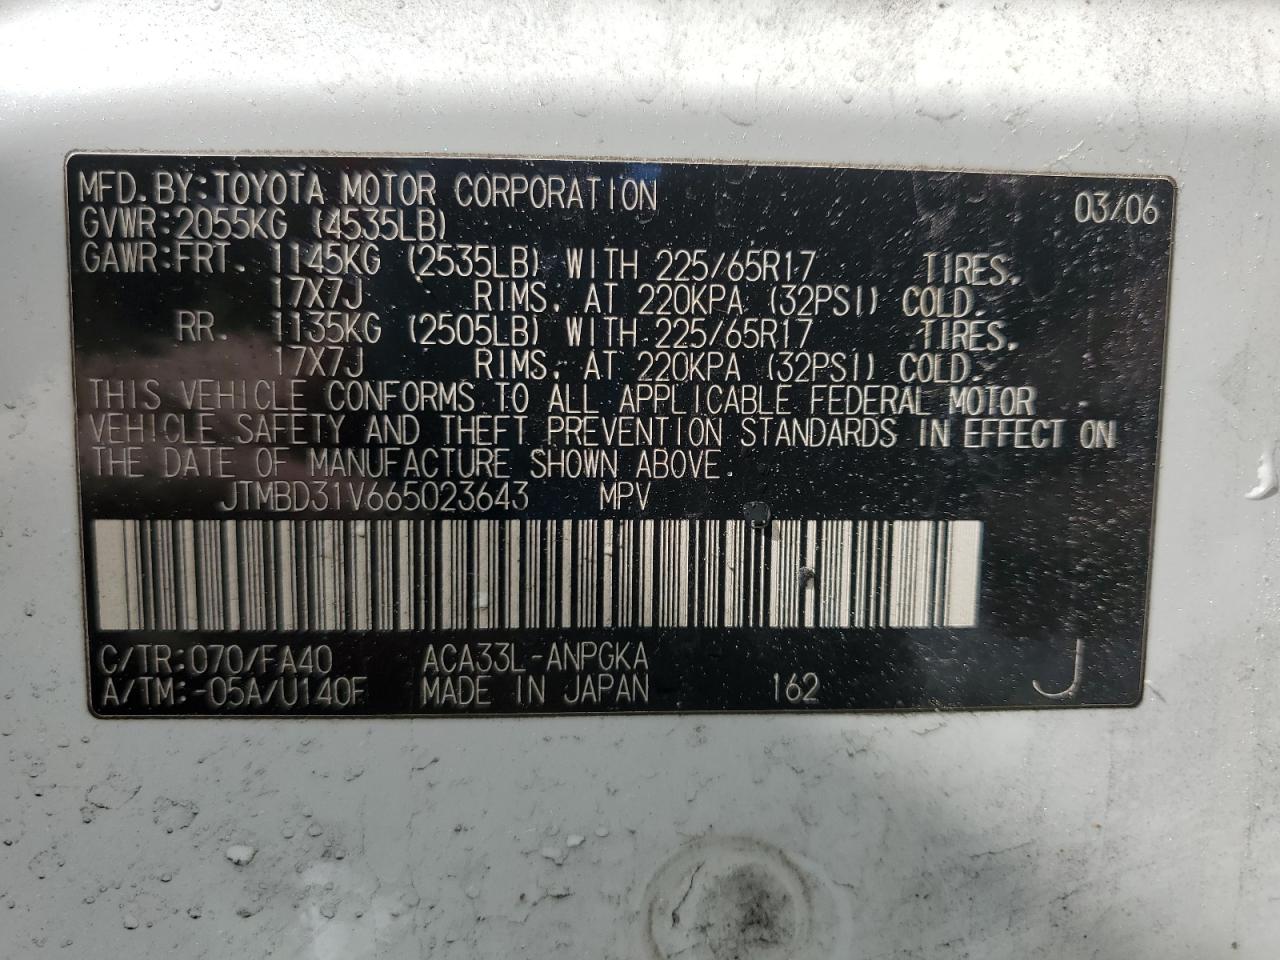 MFD. BY:TOYOTA MOTOR CORPORATION 03/06
GVWR:2055KG (4535LB)
GAWR:FRT. 1145KG (2535LB) WITH 225/65R17 TIRES.
17X7J RIMS, AT 220KPA (32PSI) COLD.
RR. 1135KG (2505LB) WITH 225/65R17 TIRES.
17X7J RIMS, AT 220KPA (32PSI) COLD.
THIS VEHICLE CONFORMS TO ALL APPLICABLE FEDERAL MOTOR
VEHICLE SAFETY AND THEFT PREVENTION STANDARDS IN EFFECT ON
THE DATE OF MANUFACTURE SHOWN ABOVE.
JTMBD31V665023643 MPV
C/TR:070/FA40 ACA33L-ANPGKA
A/TM:-05A/U140F MADE IN JAPAN 162 J